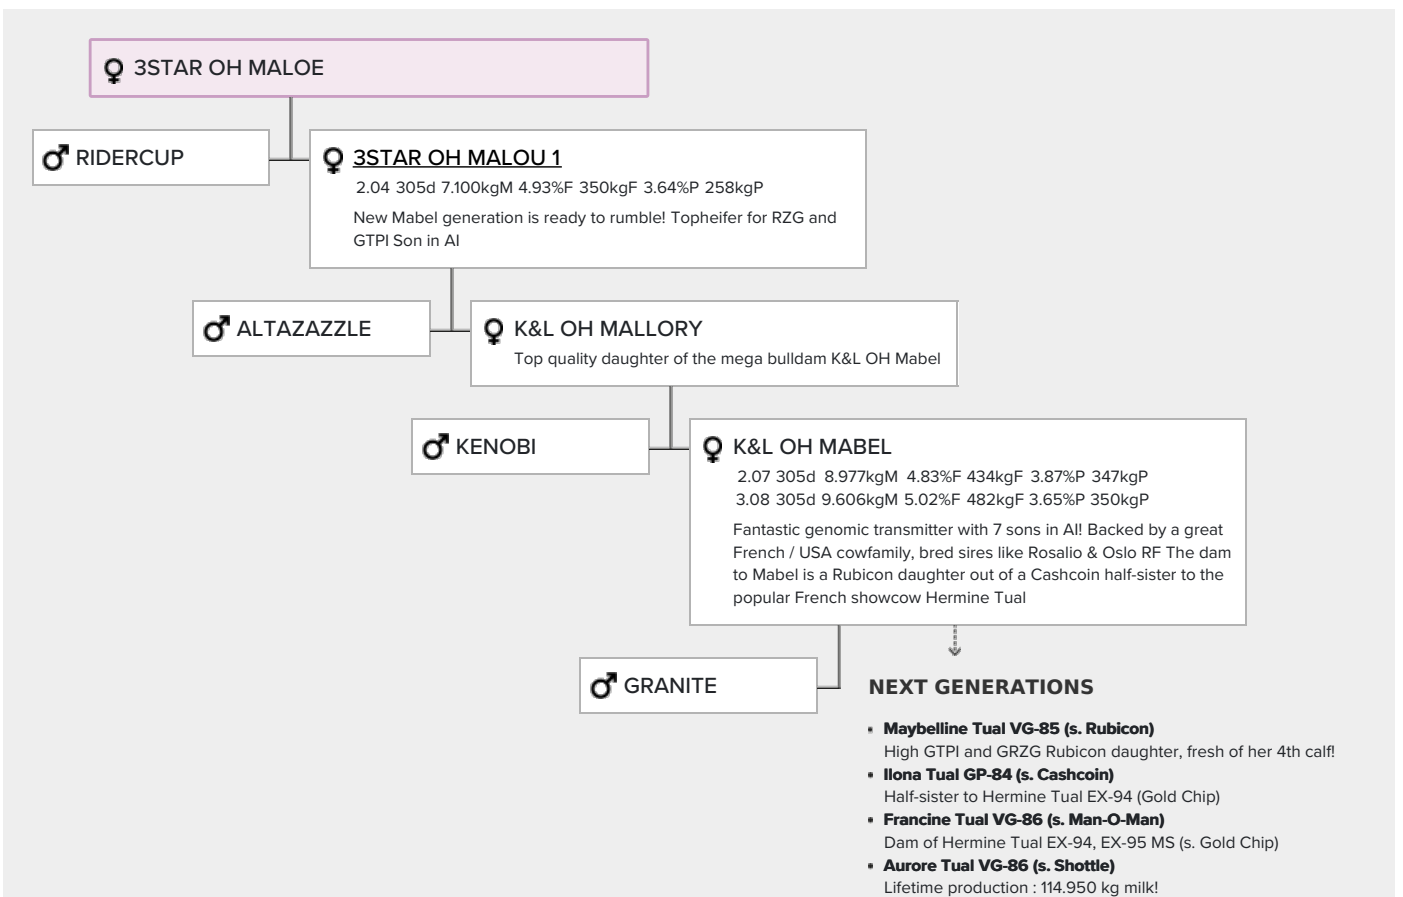 3STAR OH MALOE
RIDERCUP
3STAR OH MALOU 1
2.04 305d 7.100kgM 4.93%F 350kgF 3.64%P 258kgP
New Mabel generation is ready to rumble! Topheifer for RZG and
GTPI Son in AI
ALTAZAZZLE
K&L OH MALLORY
Top quality daughter of the mega bulldam K&L OH Mabel
KENOBI
K&L OH MABEL
2.07 305d 8.977kgM 4.83%F 434kgF 3.87%P 347kgP
3.08 305d 9.606kgM 5.02%F 482kgF 3.65%P 350kgP
Fantastic genomic transmitter with 7 sons in AI! Backed by a great
French / USA cowfamily, bred sires like Rosalio & Oslo RF The dam
to Mabel is a Rubicon daughter out of a Cashcoin half-sister to the
popular French showcow Hermine Tual
GRANITE
NEXT GENERATIONS
Maybelline Tual VG-85 (s. Rubicon)
High GTPI and GRZG Rubicon daughter, fresh of her 4th calf!
Ilona Tual GP-84 (s. Cashcoin)
Half-sister to Hermine Tual EX-94 (Gold Chip)
Francine Tual VG-86 (s. Man-O-Man)
Dam of Hermine Tual EX-94, EX-95 MS (s. Gold Chip)
Aurore Tual VG-86 (s. Shottle)
Lifetime production : 114.950 kg milk!